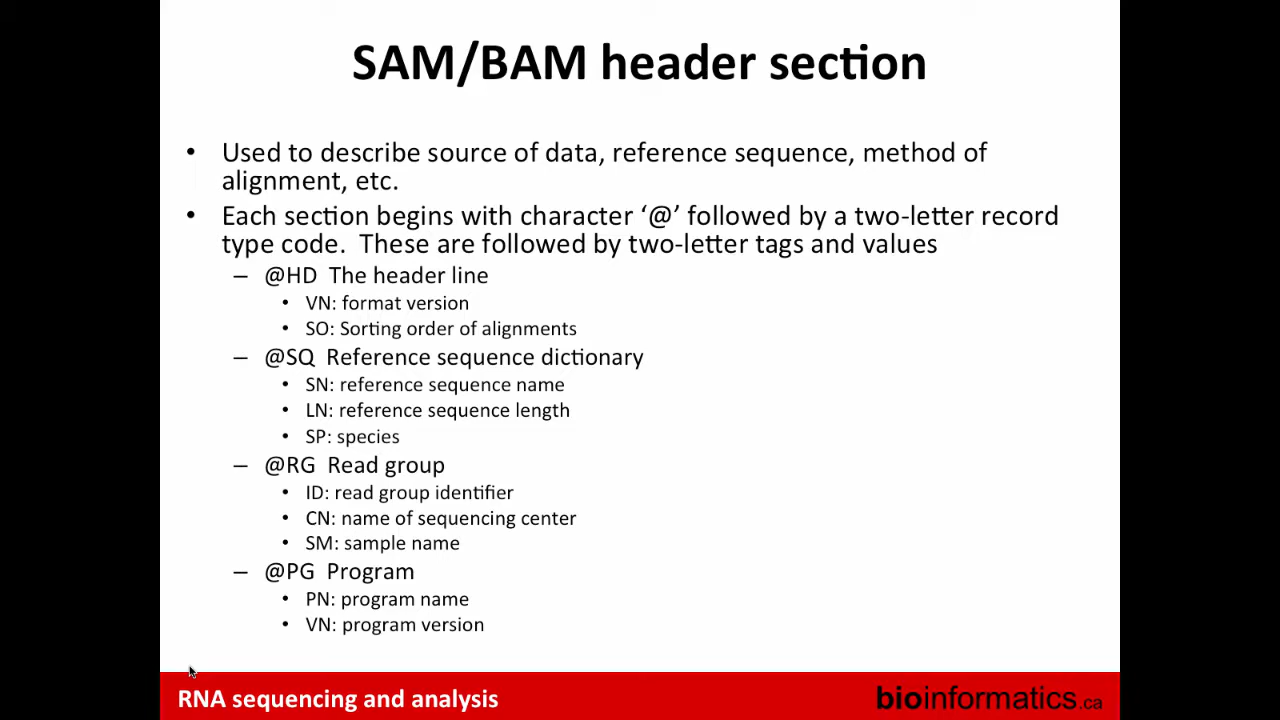 SAM/BAM header section
• Used to describe source of data, reference sequence, method of
alignment, etc.
• Each section begins with character ‘@’ followed by a two-letter record
type code.  These are followed by two-letter tags and values
– @HD  The header line
• VN: format version
• SO: Sorting order of alignments
– @SQ  Reference sequence dictionary
• SN: reference sequence name
• LN: reference sequence length
• SP: species
– @RG  Read group
• ID: read group identifier
• CN: name of sequencing center
• SM: sample name
– @PG  Program
• PN: program name
• VN: program version
RNA sequencing and analysis
bioinformatics.ca